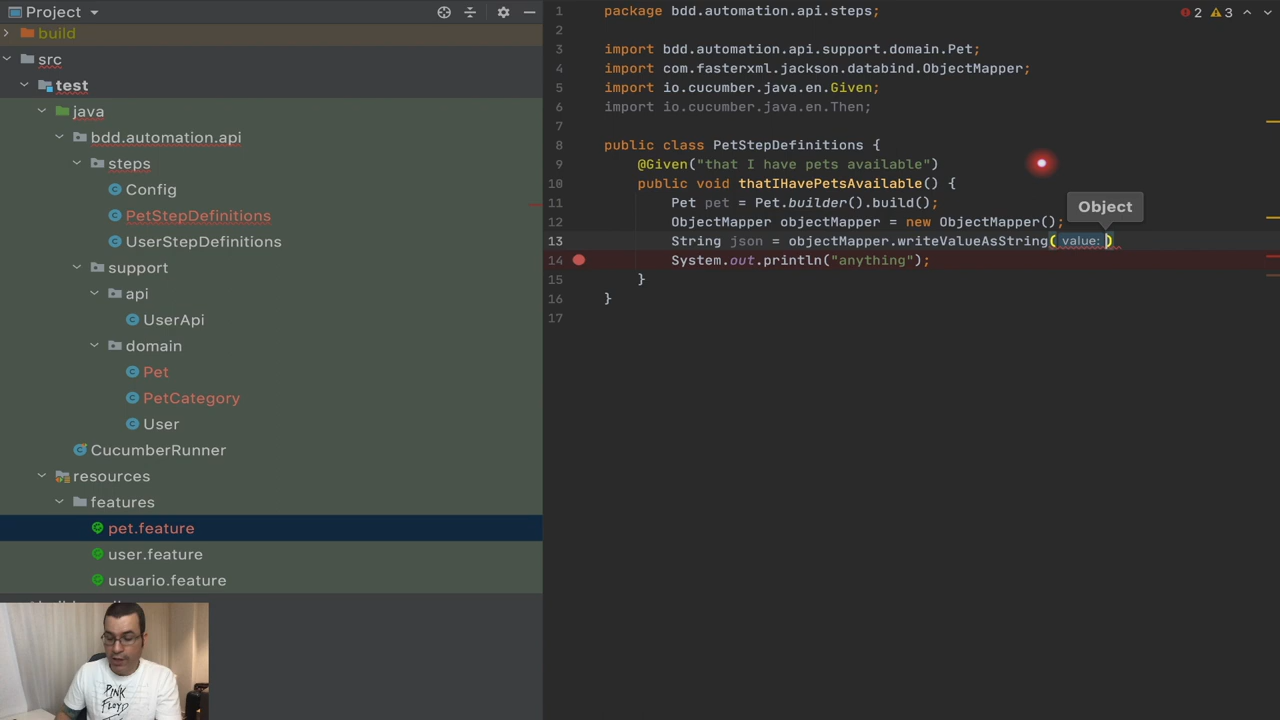 Project
build
src
test
java
bdd.automation.api
steps
Config
PetStepDefinitions
UserStepDefinitions
support
api
UserApi
domain
Pet
PetCategory
User
CucumberRunner
resources
features
pet.feature
user.feature
usuario.feature
2 3
1 package bdd.automation.api.steps;
2
3 import bdd.automation.api.support.domain.Pet;
4 import com.fasterxml.jackson.databind.ObjectMapper;
5 import io.cucumber.java.en.Given;
6 import io.cucumber.java.en.Then;
7
8 public class PetStepDefinitions {
9 @Given("that I have pets available")
10 public void thatIHavePetsAvailable() {
11 Pet pet = Pet.builder().build();
Object
12 ObjectMapper objectMapper = new ObjectMapper();
13 String json = objectMapper.writeValueAsString( value: )
14 System.out.println("anything");
15 }
16 }
17
PINK
FLOYD